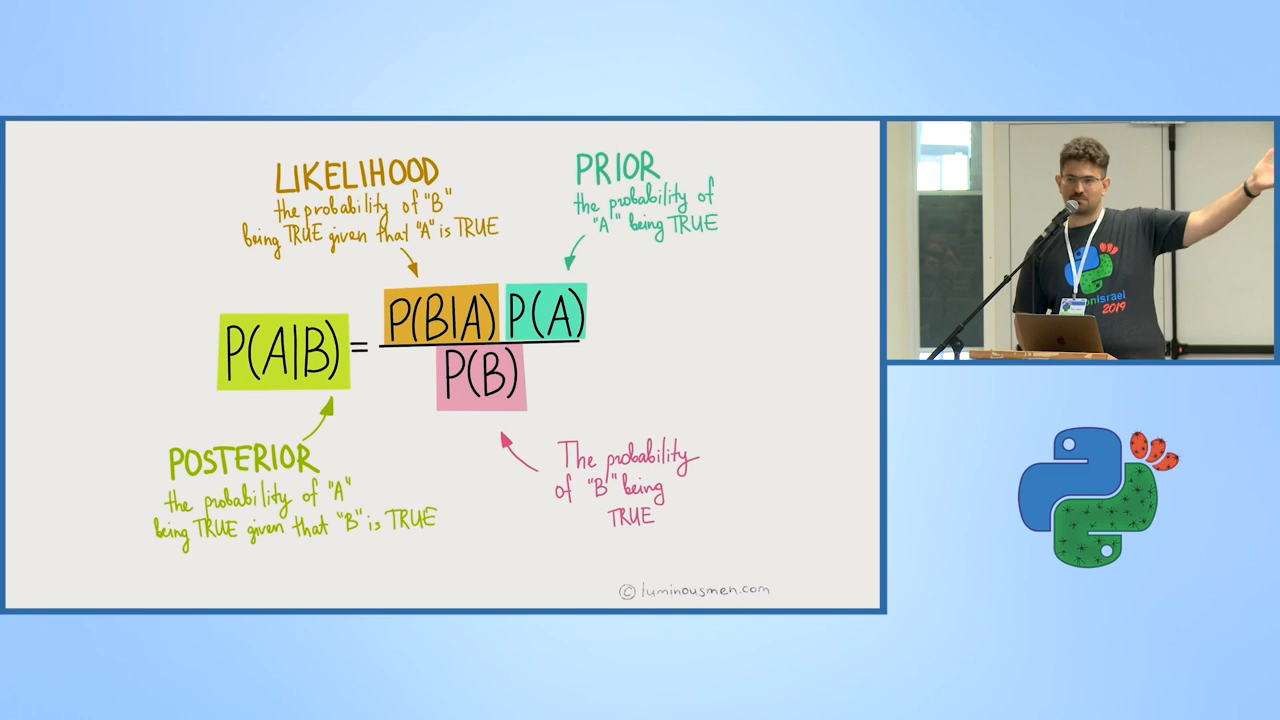 LIKELIHOOD
the probability of "B"
being TRUE given that "A" is TRUE
PRIOR
the probability of
"A" being TRUE
P(A|B) = P(B|A) P(A)
P(B)
POSTERIOR
the probability of "A"
being TRUE given that "B" is TRUE
The probability
of "B" being
TRUE
© luminousmen.com
onisrael
2019